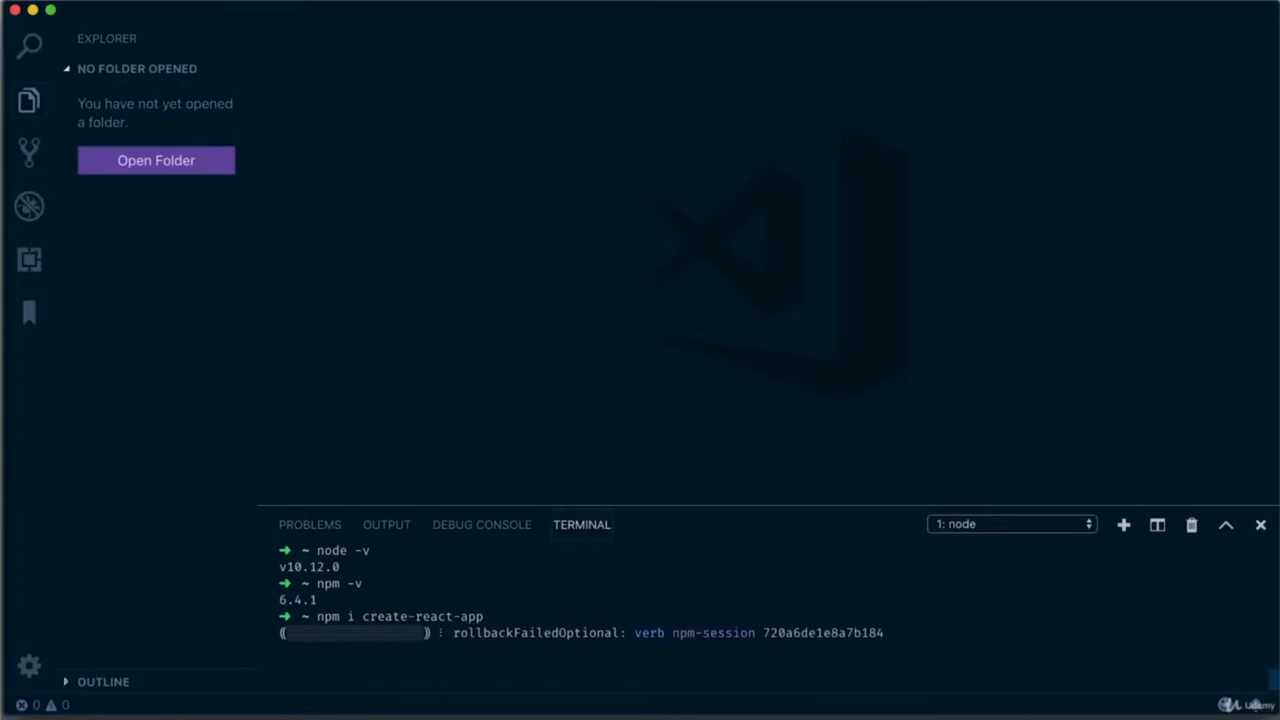 EXPLORER
NO FOLDER OPENED
You have not yet opened
a folder.
Open Folder
PROBLEMS
OUTPUT
DEBUG CONSOLE
TERMINAL
1: node
➜ ~ node -v
v10.12.0
➜ ~ npm -v
6.4.1
➜ ~ npm i create-react-app
rollbackFailedOptional: verb npm-session 720a6de1e8a7b184
OUTLINE
0
0
Udemy